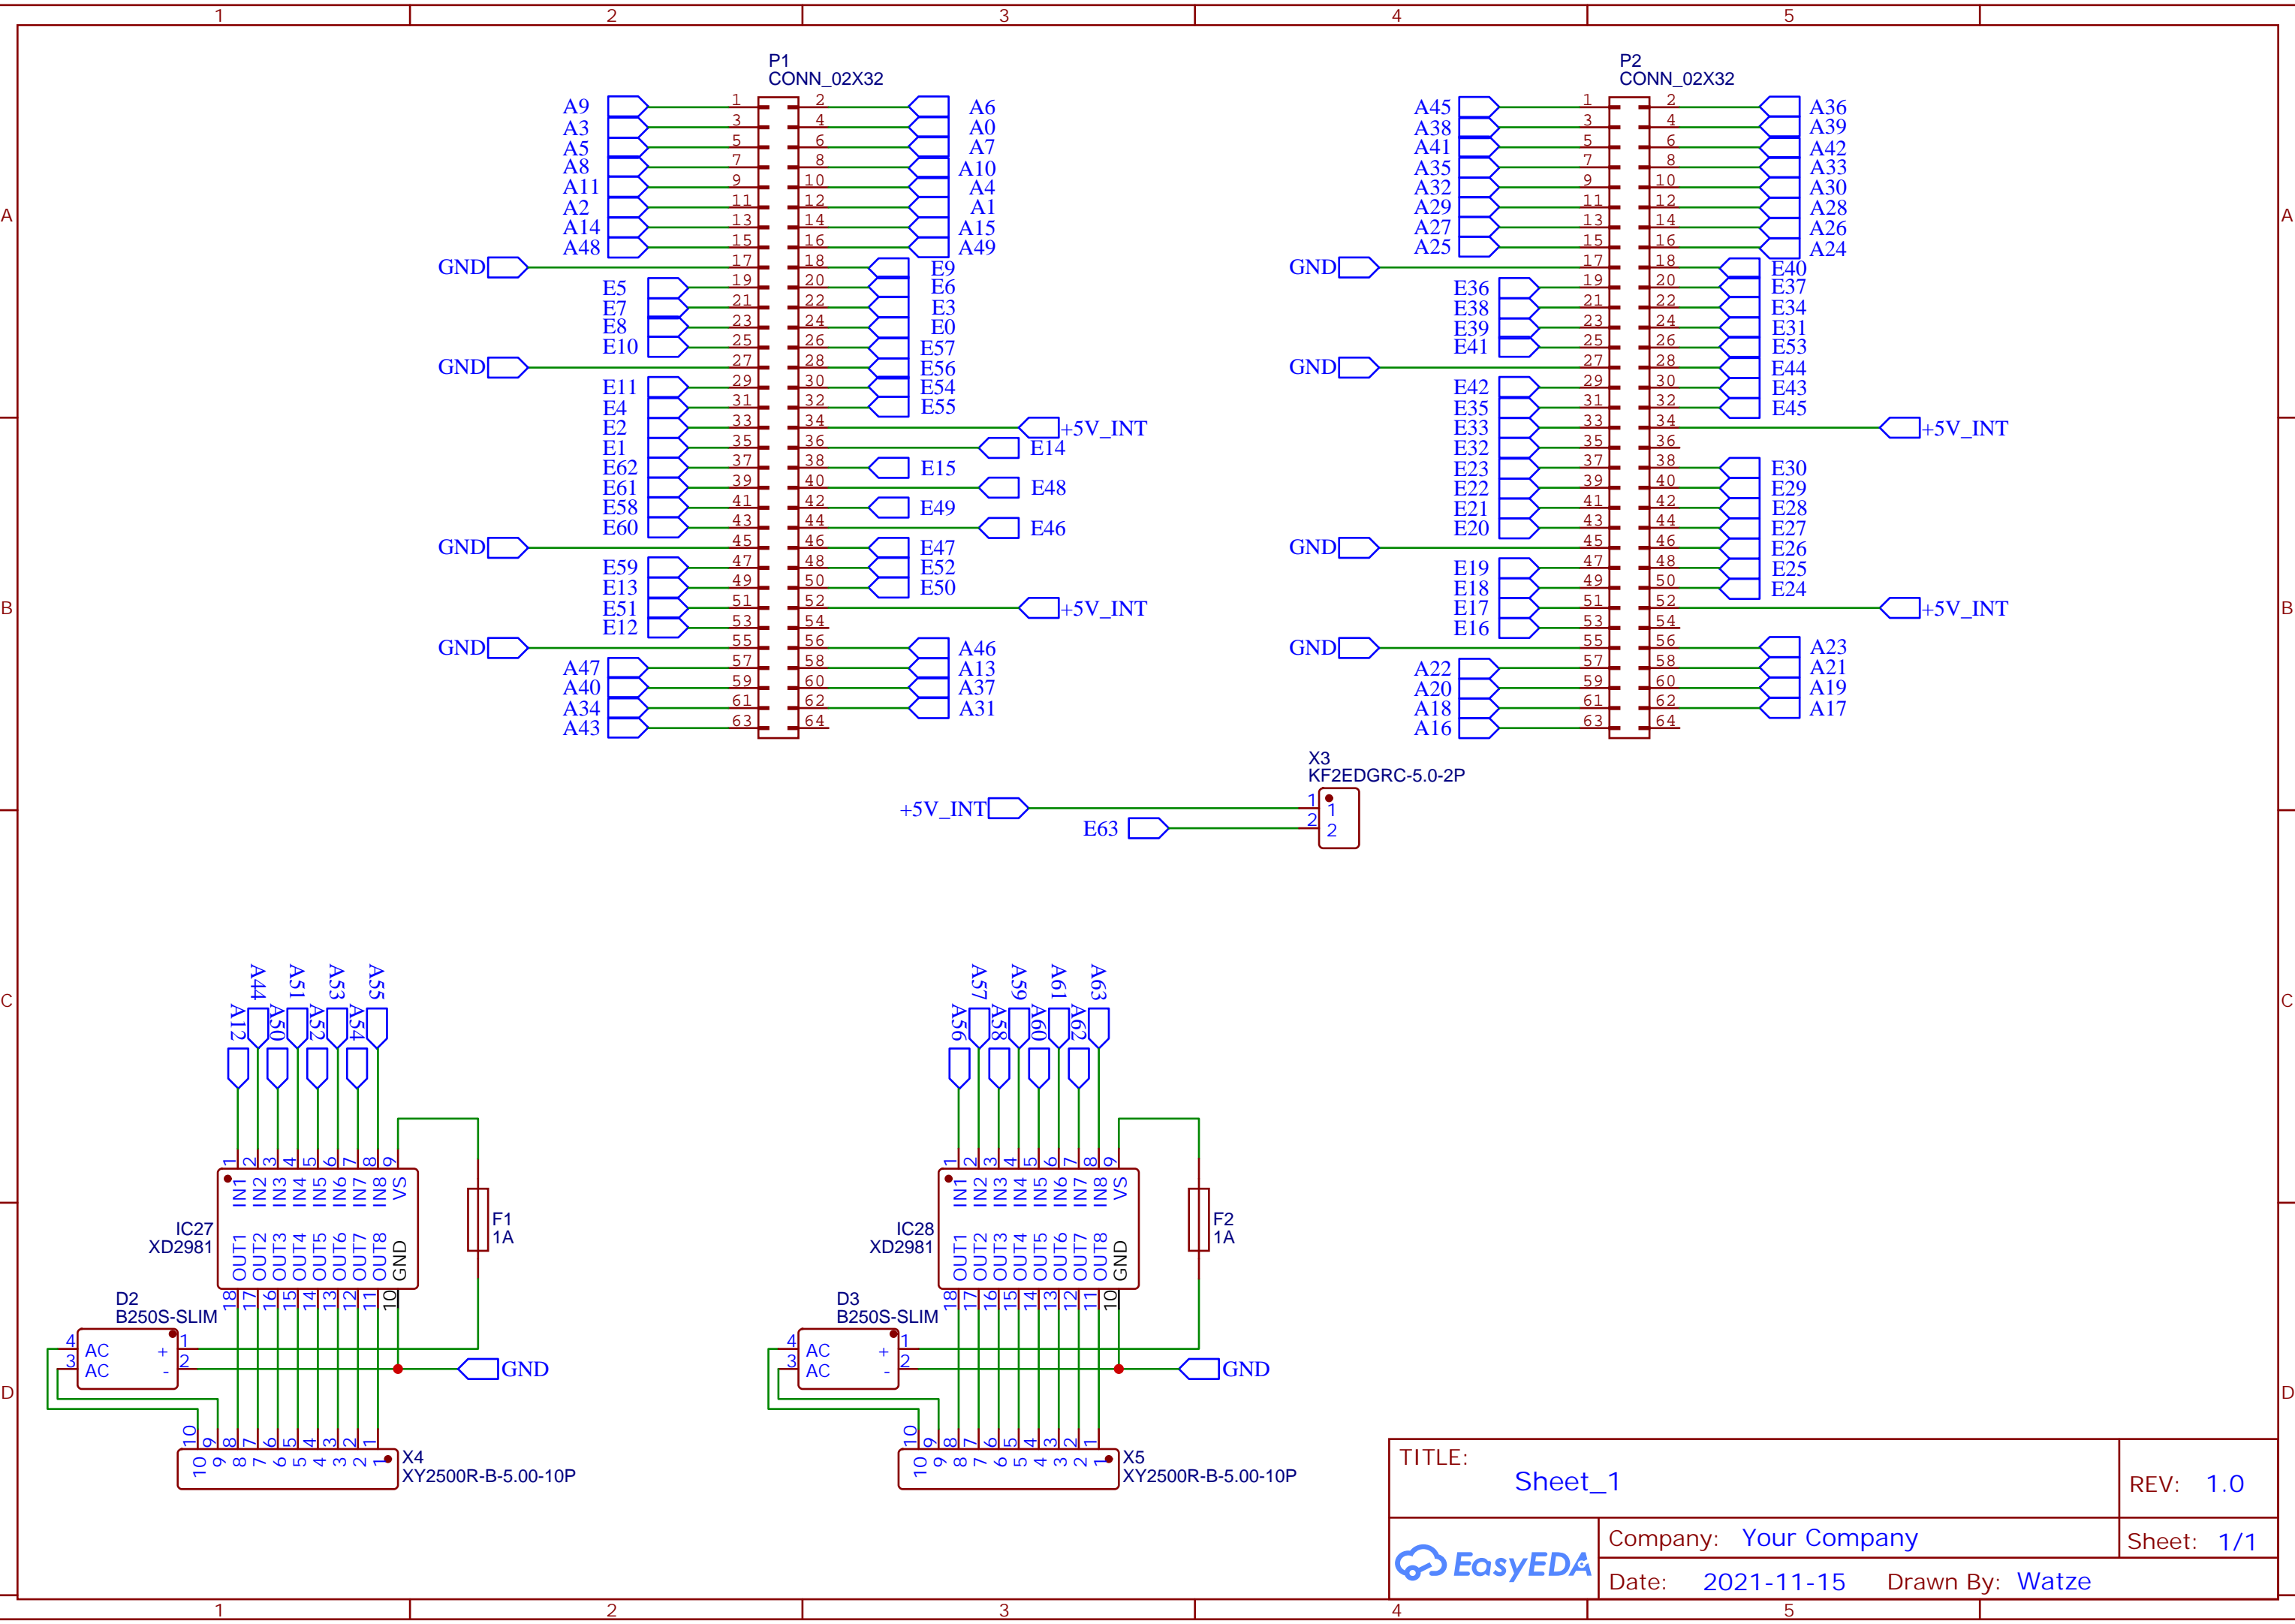 1 2 3 4 5
P1
CONN_02X32
A9 1 2 A6
A3 3 4 A0
A5 5 6 A7
A8 7 8 A10
A11 9 10 A4
A2 11 12 A1
A14 13 14 A15
A48 15 16 A49
GND 17 18 E9
E5 19 20 E6
E7 21 22 E3
E8 23 24 E0
E10 25 26 E57
GND 27 28 E56
E11 29 30 E54
E4 31 32 E55
E2 33 34 +5V_INT
E1 35 36 E14
E62 37 38 E15
E61 39 40 E48
E58 41 42 E49
E60 43 44 E46
GND 45 46 E47
E59 47 48 E52
E13 49 50 E50
E51 51 52 +5V_INT
E12 53 54
GND 55 56 A46
A47 57 58 A13
A40 59 60 A37
A34 61 62 A31
A43 63 64
P2
CONN_02X32
A45 1 2 A36
A38 3 4 A39
A41 5 6 A42
A35 7 8 A33
A32 9 10 A30
A29 11 12 A28
A27 13 14 A26
A25 15 16 A24
GND 17 18 E40
E36 19 20 E37
E38 21 22 E34
E39 23 24 E31
E41 25 26 E53
GND 27 28 E44
E42 29 30 E43
E35 31 32 E45
E33 33 34 +5V_INT
E32 35 36
E23 37 38 E30
E22 39 40 E29
E21 41 42 E28
E20 43 44 E27
GND 45 46 E26
E19 47 48 E25
E18 49 50 E24
E17 51 52 +5V_INT
E16 53 54
GND 55 56 A23
A22 57 58 A21
A20 59 60 A19
A18 61 62 A17
A16 63 64
A A
B B
C C
D D
X3
KF2EDGRC-5.0-2P
+5V_INT 1 1
E63 2 2
A44 A51 A53 A55
A12 A50 A52 A54
1 2 3 4 5 6 7 8 9
IN1 IN2 IN3 IN4 IN5 IN6 IN7 IN8 VS
IC27
XD2981
OUT1 OUT2 OUT3 OUT4 OUT5 OUT6 OUT7 OUT8 GND
18 17 16 15 14 13 12 11 10
F1
1A
D2
B250S-SLIM
4 AC + 1
3 AC - 2
GND
10 9 8 7 6 5 4 3 2 1
10 9 8 7 6 5 4 3 2 1
X4
XY2500R-B-5.00-10P
A57 A59 A61 A63
A56 A58 A60 A62
1 2 3 4 5 6 7 8 9
IN1 IN2 IN3 IN4 IN5 IN6 IN7 IN8 VS
IC28
XD2981
OUT1 OUT2 OUT3 OUT4 OUT5 OUT6 OUT7 OUT8 GND
18 17 16 15 14 13 12 11 10
F2
1A
D3
B250S-SLIM
4 AC + 1
3 AC - 2
GND
10 9 8 7 6 5 4 3 2 1
10 9 8 7 6 5 4 3 2 1
X5
XY2500R-B-5.00-10P
TITLE:
Sheet_1
REV: 1.0
EasyEDA
Company: Your Company
Sheet: 1/1
Date: 2021-11-15 Drawn By: Watze
1 2 3 4 5